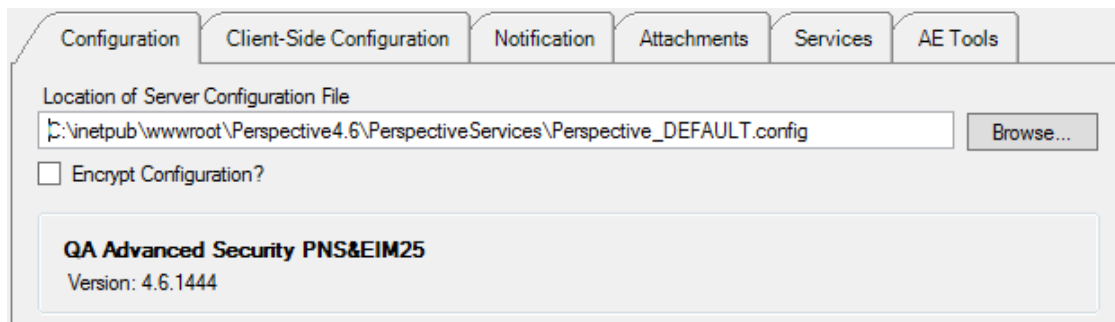 Configuration Client-Side Configuration Notification Attachments Services AE Tools
Location of Server Configuration File
C:\inetpub\wwwroot\Perspective4.6\PerspectiveServices\Perspective_DEFAULT.config Browse...
Encrypt Configuration?
QA Advanced Security PNS&EIM25
Version: 4.6.1444